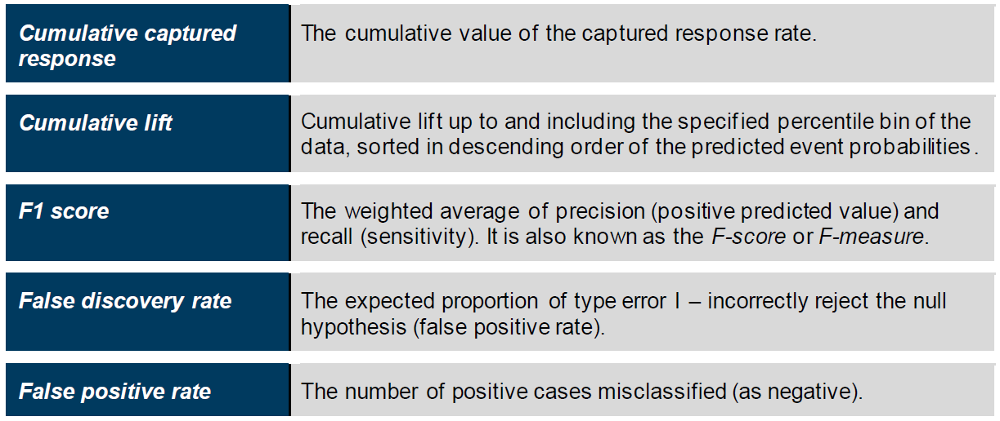 Cumulative captured
response
The cumulative value of the captured response rate.
Cumulative lift
Cumulative lift up to and including the specified percentile bin of the
data, sorted in descending order of the predicted event probabilities.
F1 score
The weighted average of precision (positive predicted value) and
recall (sensitivity). It is also known as the F-score or F-measure.
False discovery rate
The expected proportion of type error I – incorrectly reject the null
hypothesis (false positive rate).
False positive rate
The number of positive cases misclassified (as negative).